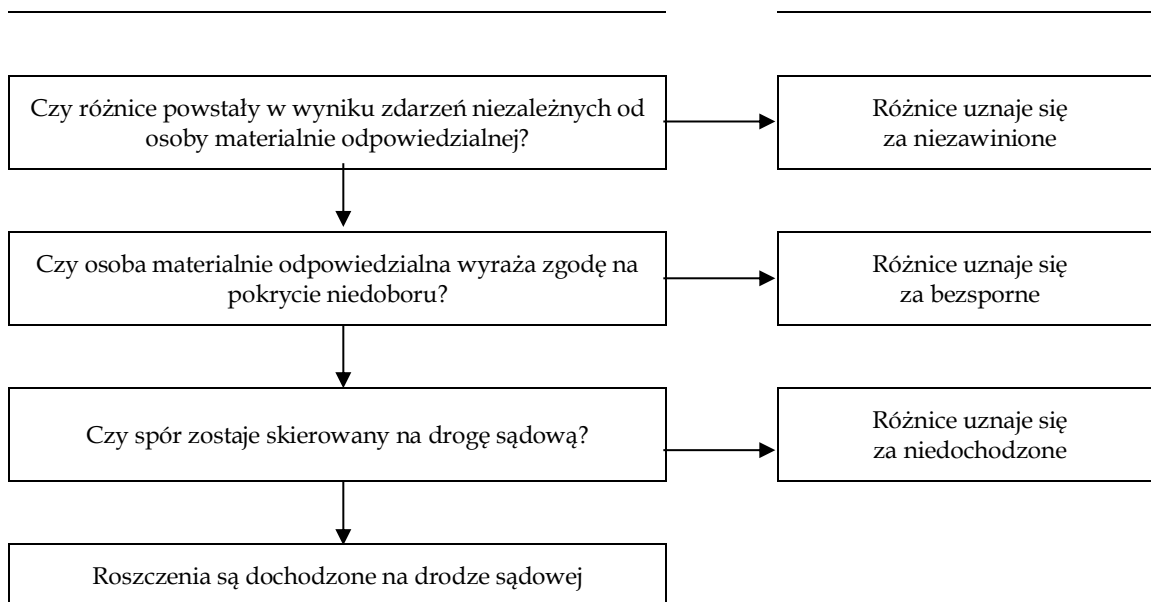 Czy różnice powstały w wyniku zdarzeń niezależnych od
osoby materialnie odpowiedzialnej?
Różnice uznaje się
za niezawinione
Czy osoba materialnie odpowiedzialna wyraża zgodę na
pokrycie niedoboru?
Różnice uznaje się
za bezsporne
Czy spór zostaje skierowany na drogę sądową?
Różnice uznaje się
za niedochodzone
Roszczenia są dochodzone na drodze sądowej